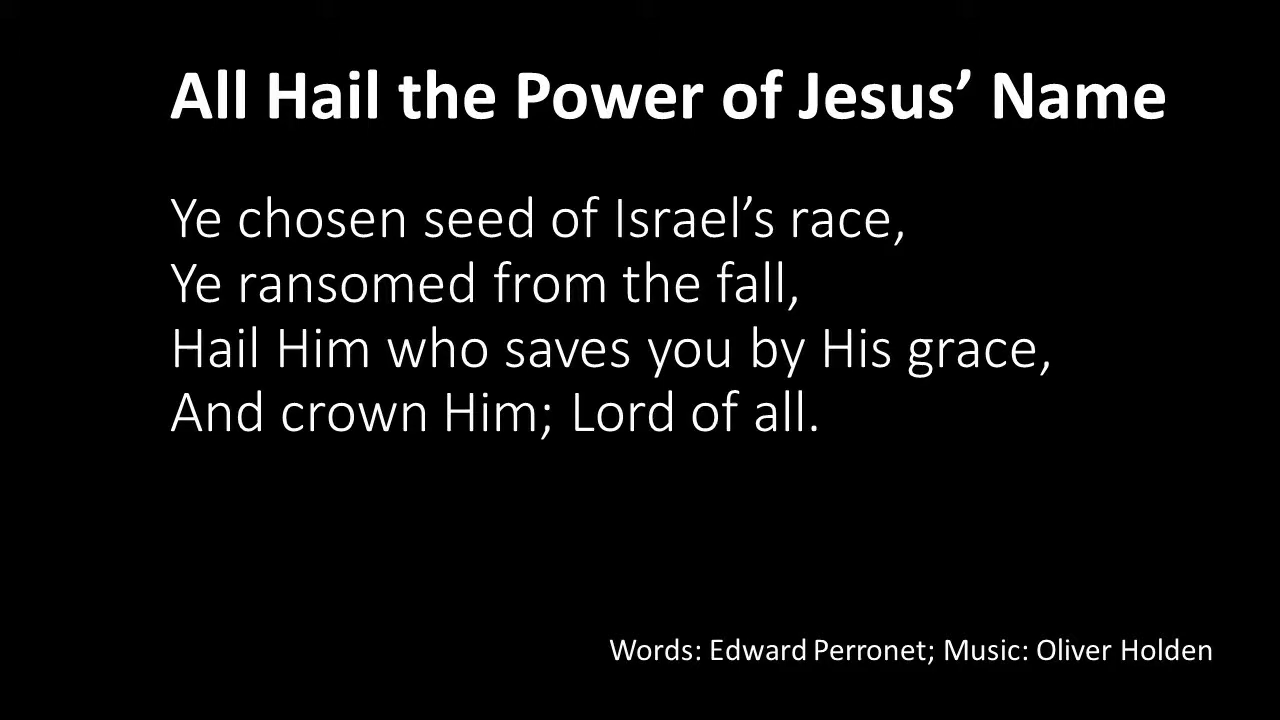 All Hail the Power of Jesus’ Name
Ye chosen seed of Israel’s race,
Ye ransomed from the fall,
Hail Him who saves you by His grace,
And crown Him; Lord of all.
Words: Edward Perronet; Music: Oliver Holden